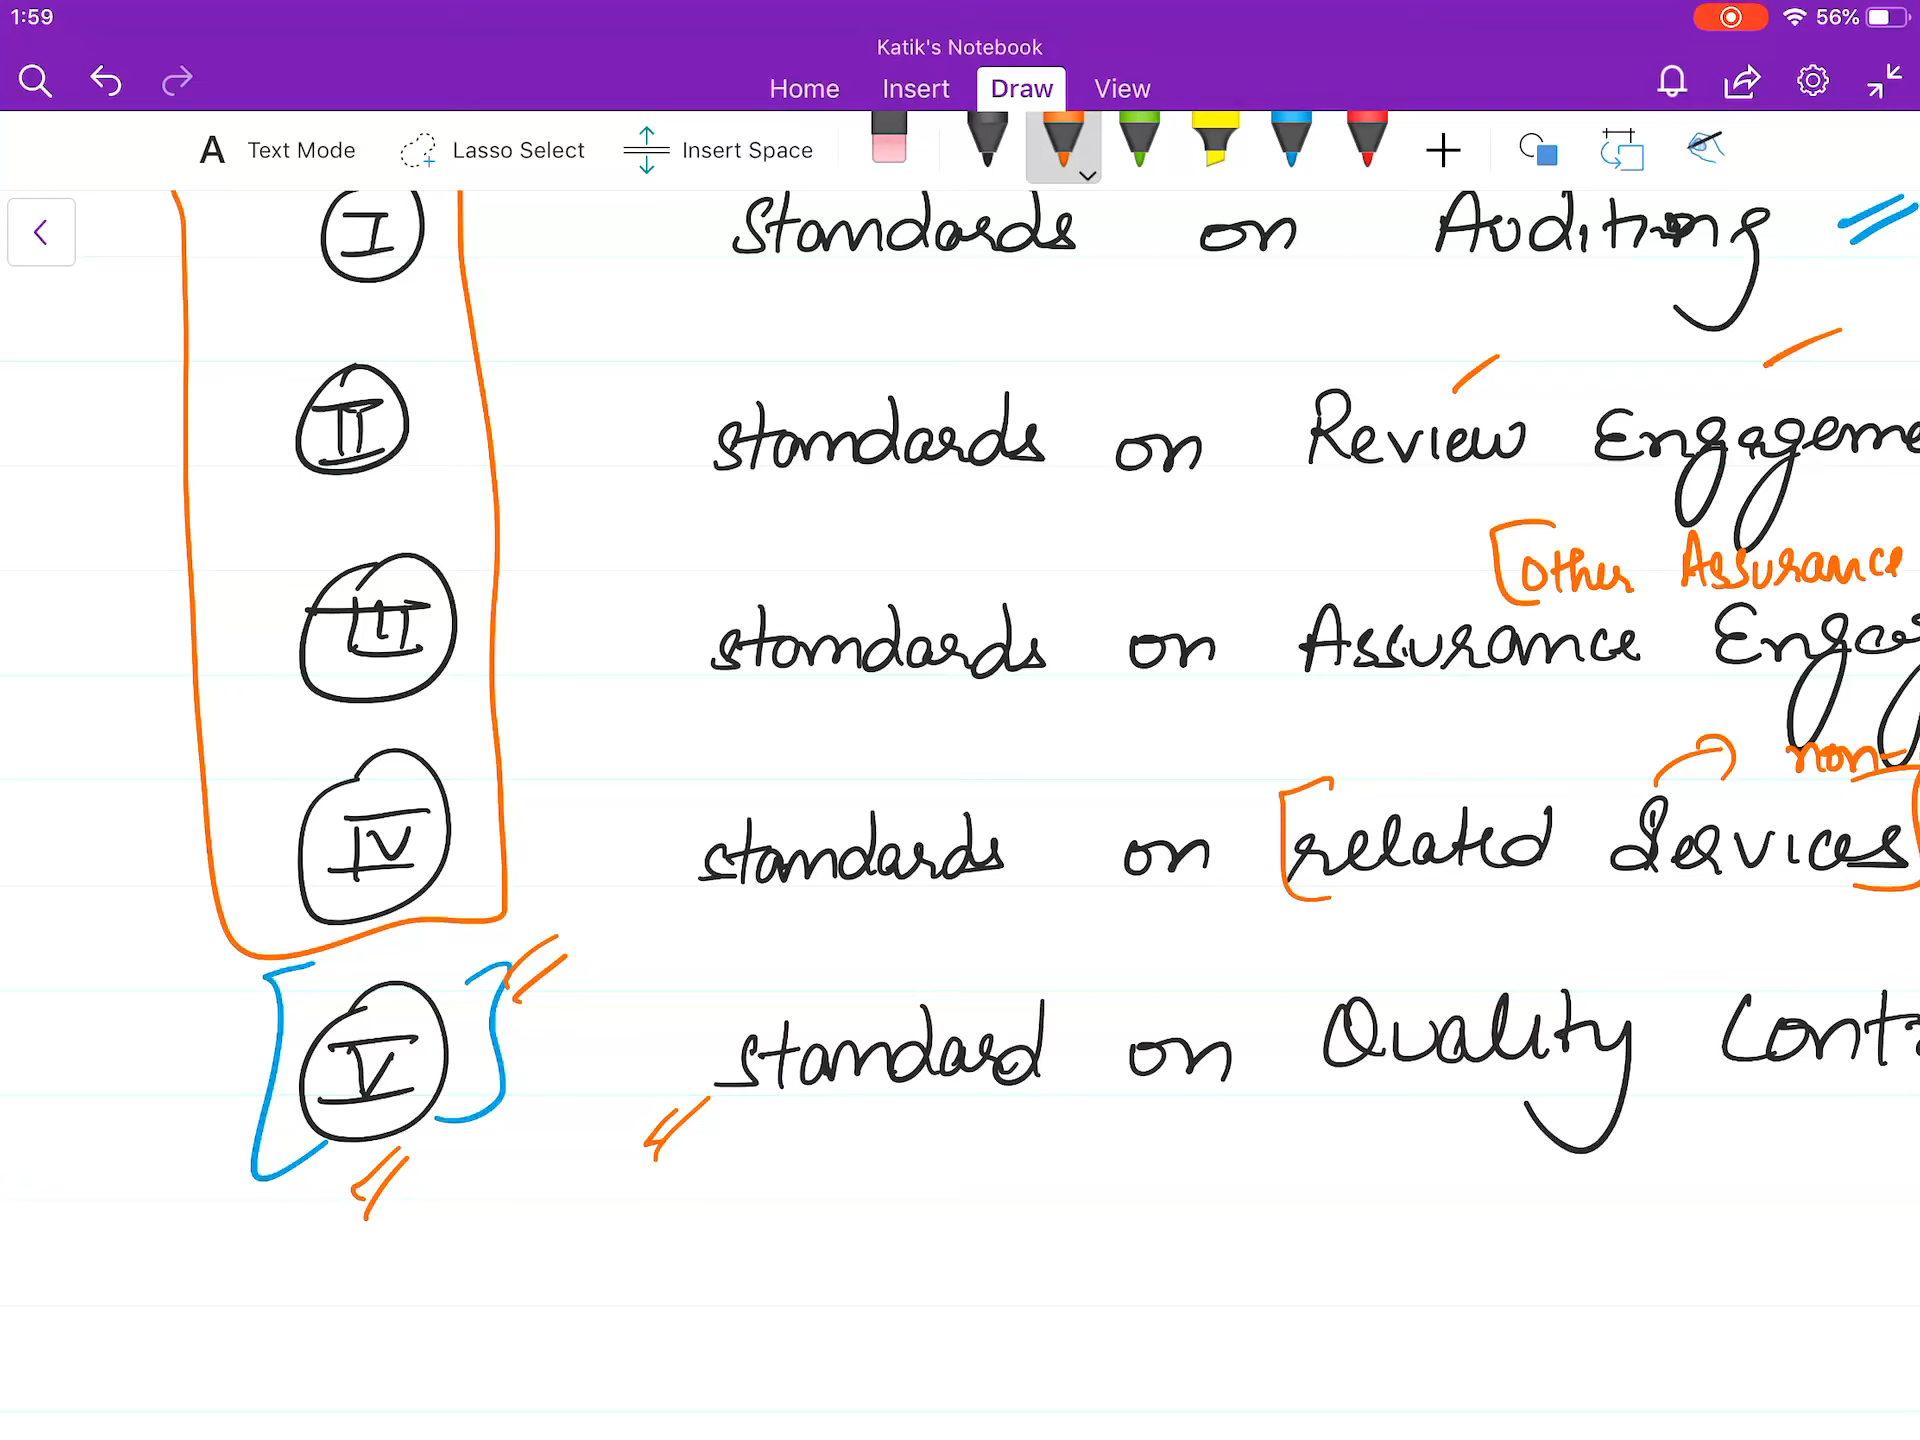 1:59
56%
Katik's Notebook
Home Insert Draw View
A Text Mode Lasso Select Insert Space
I Standards on Auditing
II standards on Review Engageme
[other Assurance
III standards on Assurance Engag
non-
IV standards on [related Services]
V standard on Quality Cont